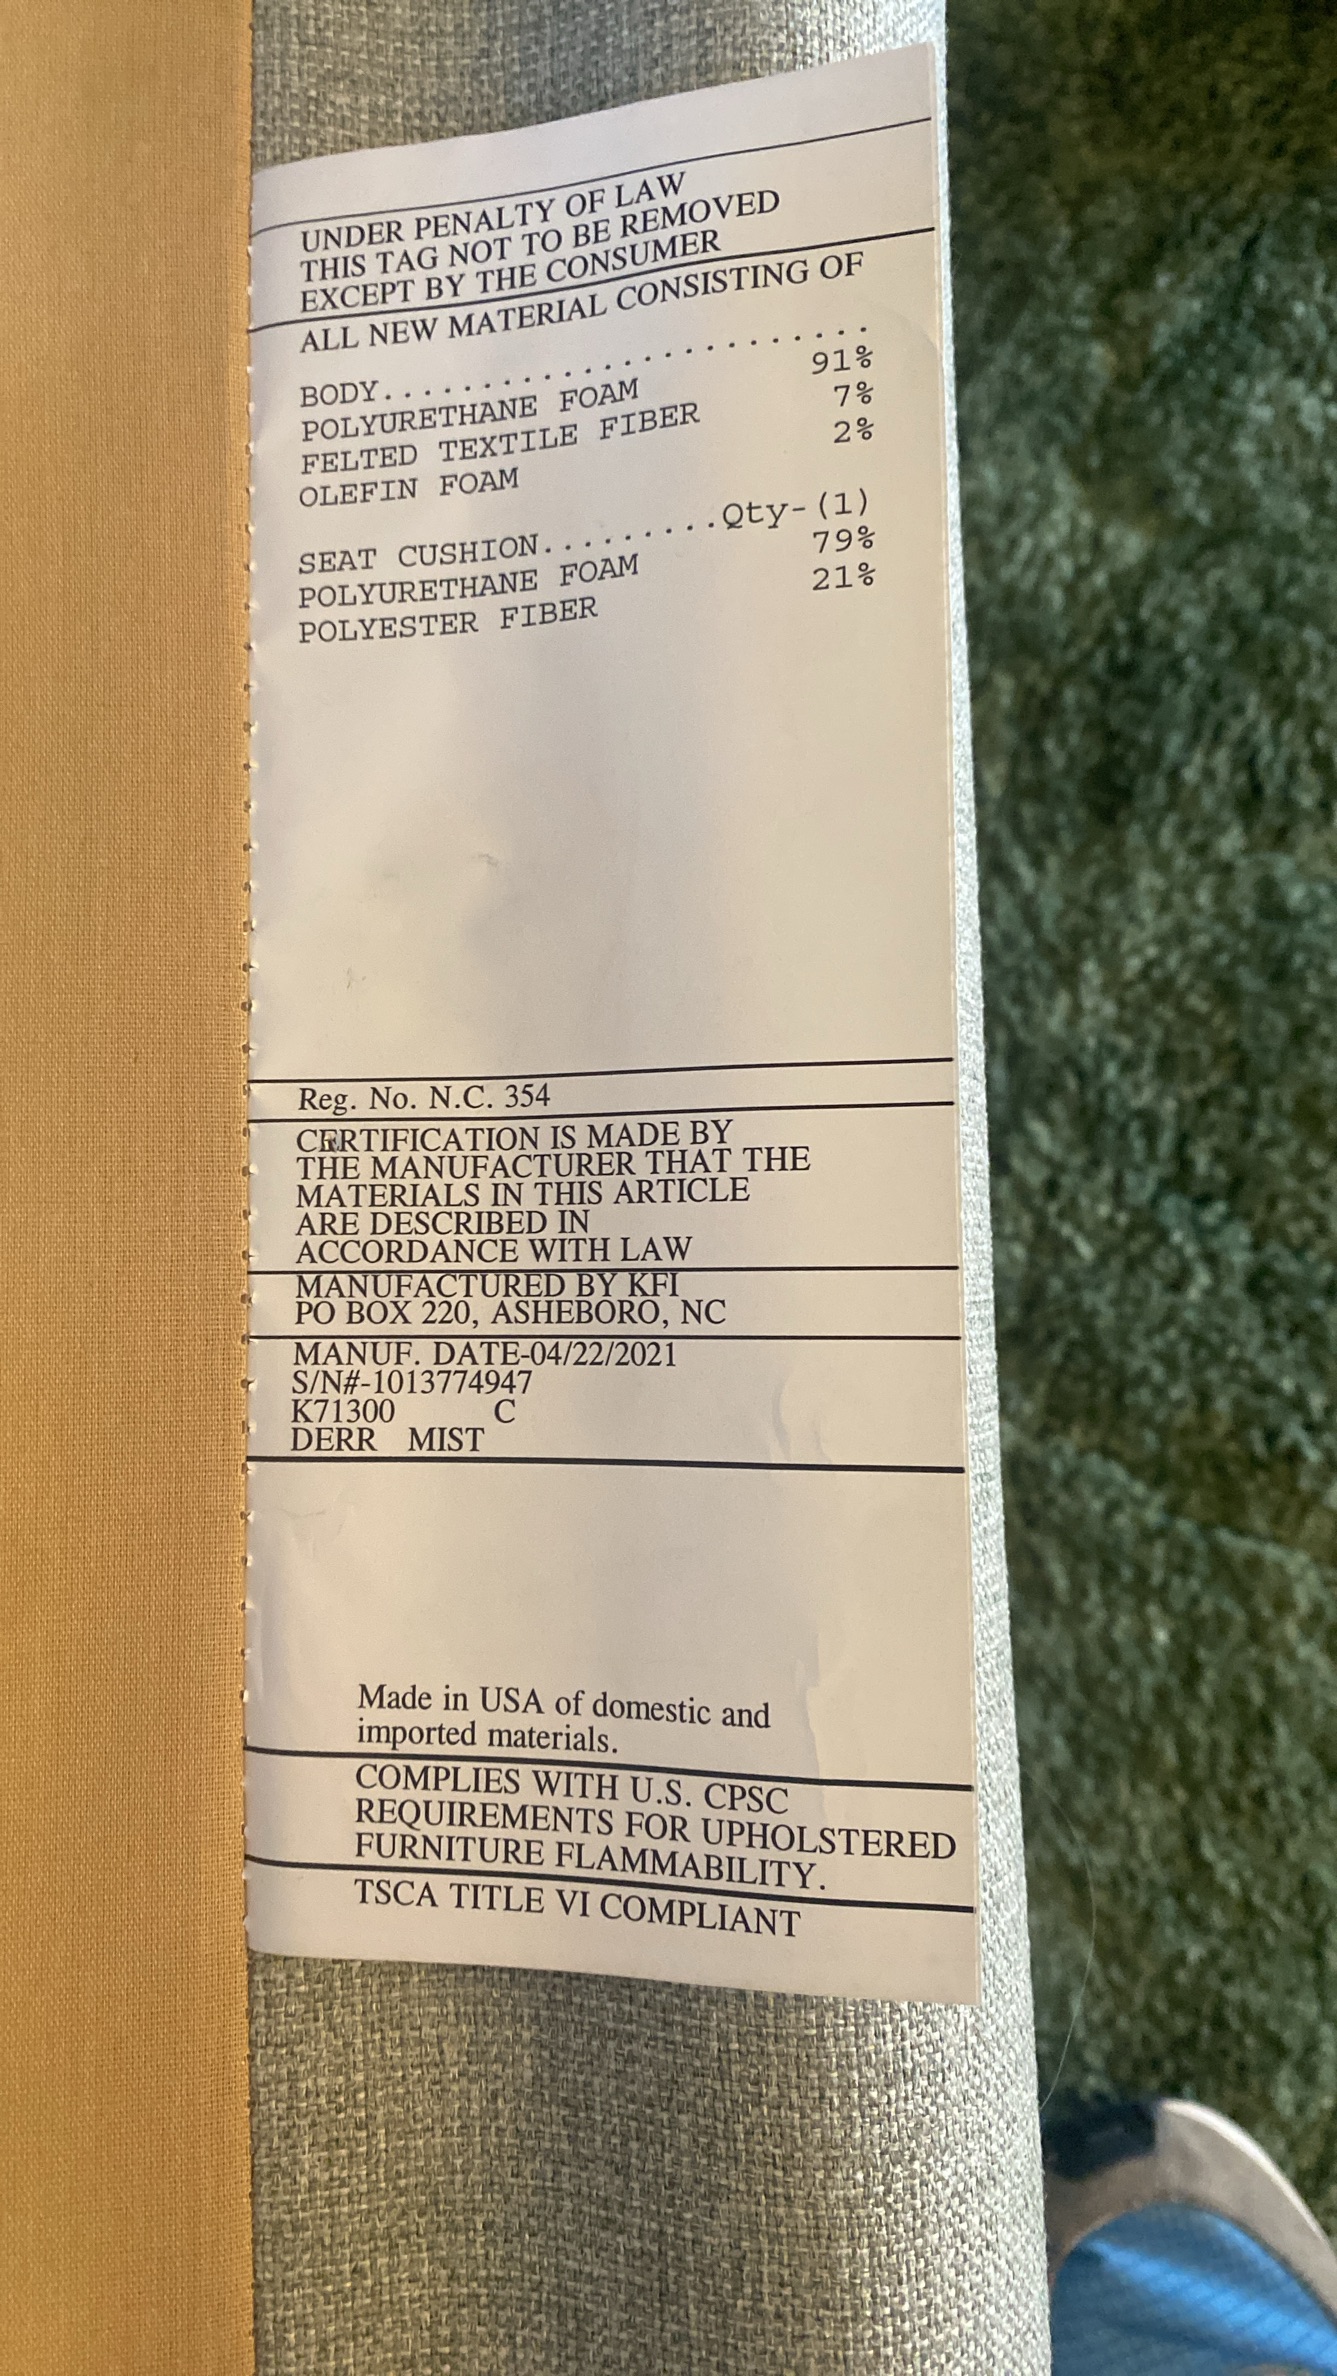 UNDER PENALTY OF LAW
THIS TAG NOT TO BE REMOVED
EXCEPT BY THE CONSUMER
ALL NEW MATERIAL CONSISTING OF
BODY.......................
POLYURETHANE FOAM 91%
FELTED TEXTILE FIBER 7%
OLEFIN FOAM 2%
SEAT CUSHION.........Qty-(1)
POLYURETHANE FOAM 79%
POLYESTER FIBER 21%
Reg. No. N.C. 354
CERTIFICATION IS MADE BY
THE MANUFACTURER THAT THE
MATERIALS IN THIS ARTICLE
ARE DESCRIBED IN
ACCORDANCE WITH LAW
MANUFACTURED BY KFI
PO BOX 220, ASHEBORO, NC
MANUF. DATE-04/22/2021
S/N#-1013774947
K71300 C
DERR MIST
Made in USA of domestic and
imported materials.
COMPLIES WITH U.S. CPSC
REQUIREMENTS FOR UPHOLSTERED
FURNITURE FLAMMABILITY.
TSCA TITLE VI COMPLIANT